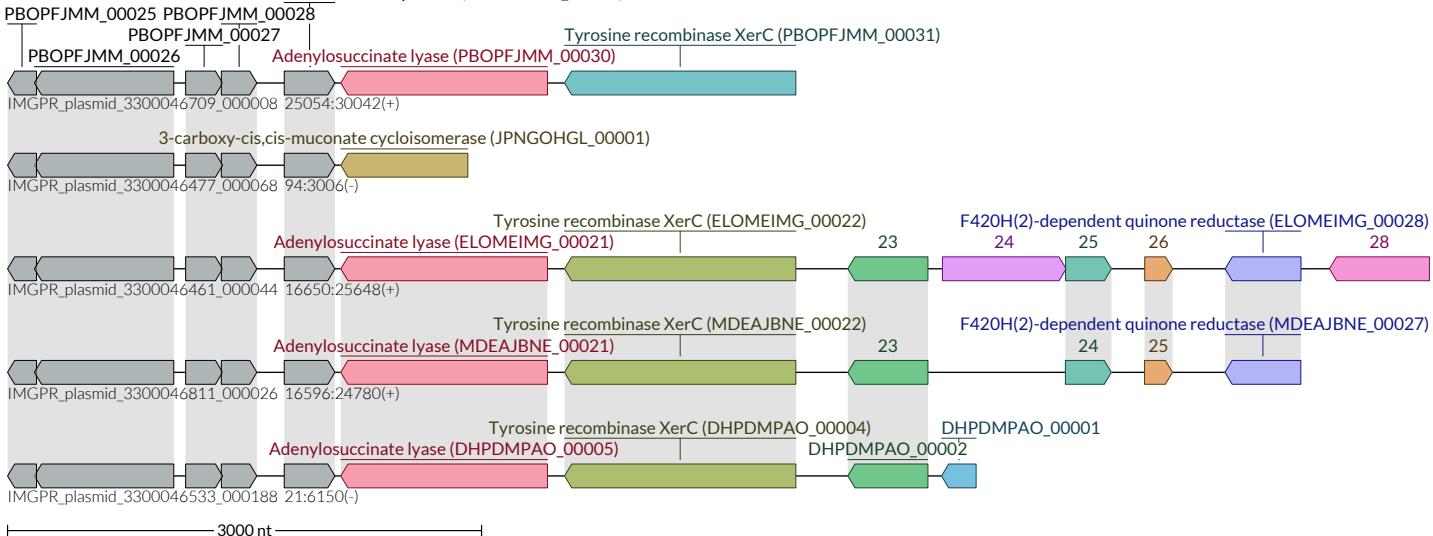 PBOPFJMM_00025 PBOPFJMM_00028
PBOPFJMM_00027 Tyrosine recombinase XerC (PBOPFJMM_00031)
PBOPFJMM_00026 Adenylosuccinate lyase (PBOPFJMM_00030)
IMGPR_plasmid_3300046709_000008 25054:30042(+)
3-carboxy-cis,cis-muconate cycloisomerase (JPNGOHGL_00001)
IMGPR_plasmid_3300046477_000068 94:3006(-)
Tyrosine recombinase XerC (ELOMEIMG_00022) F420H(2)-dependent quinone reductase (ELOMEIMG_00028)
Adenylosuccinate lyase (ELOMEIMG_00021) 23 24 25 26 28
IMGPR_plasmid_3300046461_000044 16650:25648(+)
Tyrosine recombinase XerC (MDEAJBNE_00022) F420H(2)-dependent quinone reductase (MDEAJBNE_00027)
Adenylosuccinate lyase (MDEAJBNE_00021) 23 24 25
IMGPR_plasmid_3300046811_000026 16596:24780(+)
Tyrosine recombinase XerC (DHPDMPAO_00004) DHPDMPAO_00001
Adenylosuccinate lyase (DHPDMPAO_00005) DHPDMPAO_00002
IMGPR_plasmid_3300046533_000188 21:6150(-)
3000 nt